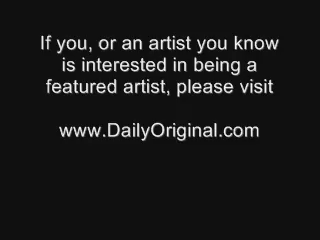 If you, or an artist you know
is interested in being a
featured artist, please visit
www.DailyOriginal.com